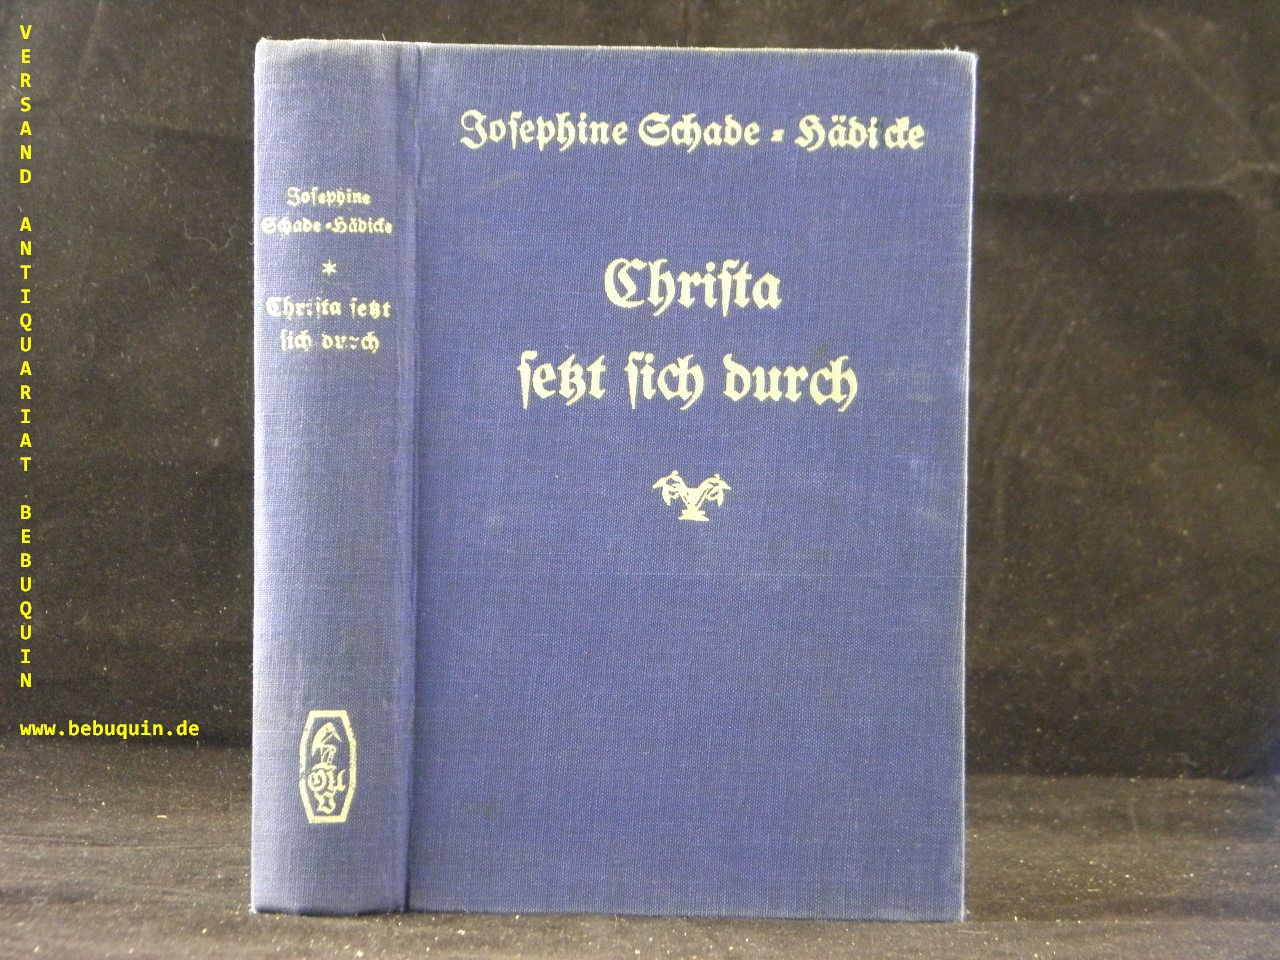 VERSAND ANTIQUARIAT BEBUQUIN
www.bebuquin.de
Josephine
Schade-Hädicke
*
Christa setzt
sich durch
Josephine Schade-Hädicke
Christa
setzt sich durch